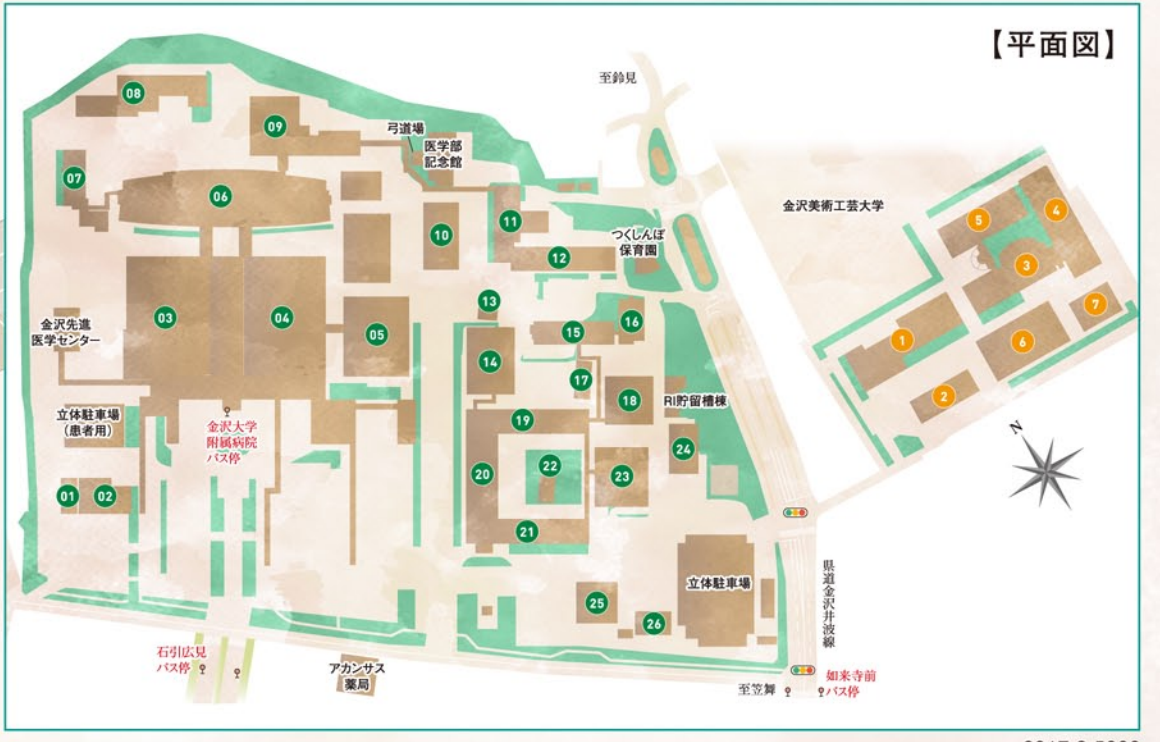 【平面図】
至鈴見
08
09
弓道場
医学部
記念館
07
06
金沢美術工芸大学
5
4
11
10
つくしんぼ
保育園
12
3
03
04
13
金沢先進
医学センター
05
15
16
7
1
6
14
17
18
RI貯留槽棟
2
立体駐車場
(患者用)
金沢大学
附属病院
バス停
19
24
N
20
22
23
01
02
21
立体駐車場
県道金沢井波線
25
26
石引広見
バス停
アカンサス
薬局
至笠舞
如来寺前
バス停